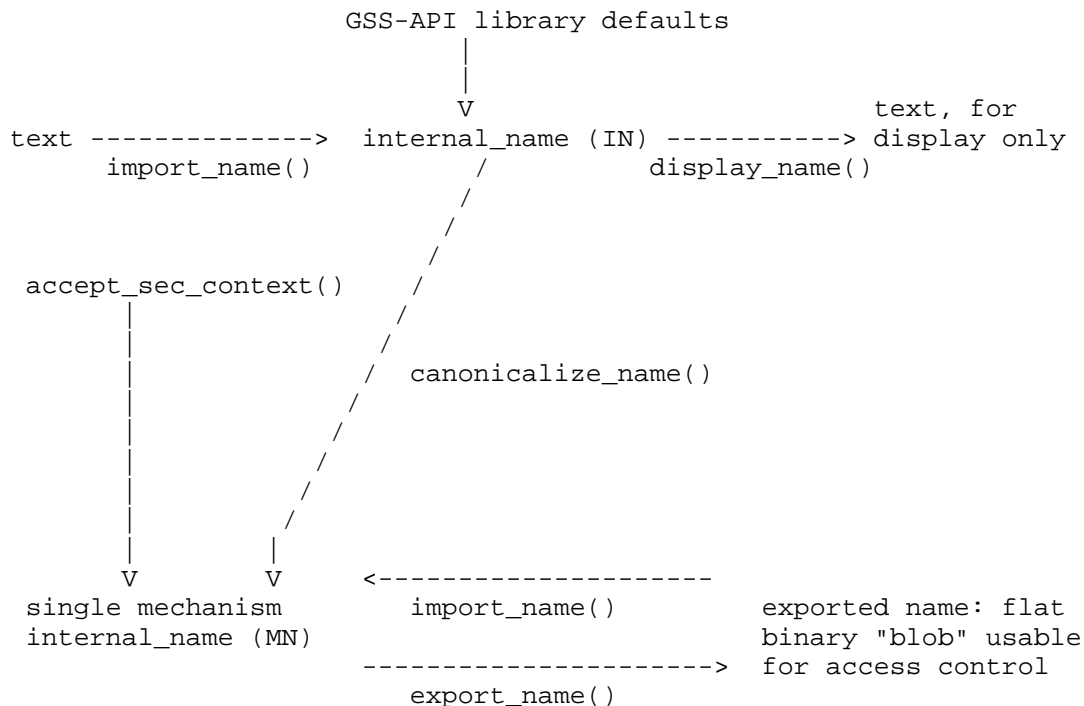 GSS-API library defaults
V
text, for
text --------------> internal_name (IN) -----------> display only
import_name() / display_name()
accept_sec_context()
canonicalize_name()
V V <----------------------
single mechanism import_name() exported name: flat
internal_name (MN) binary "blob" usable
----------------------> for access control
export_name()